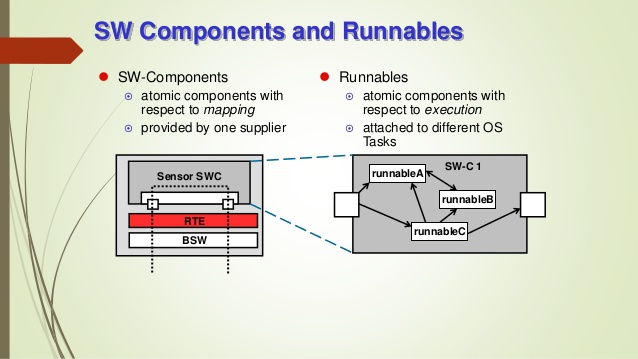 SW Components and Runnables
SW-Components
atomic components with
respect to mapping
provided by one supplier
Runnables
atomic components with
respect to execution
attached to different OS
Tasks
Sensor SWC
RTE
BSW
SW-C 1
runnableA
runnableB
runnableC